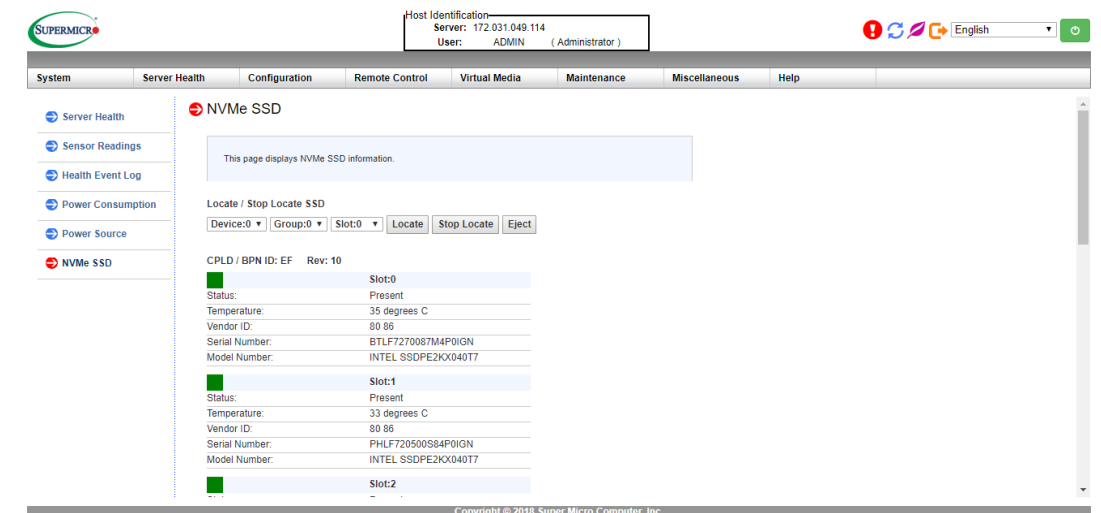 SUPERMICR
Host Identification
Server: 172.031.049.114
User: ADMIN ( Administrator )
English
System Server Health Configuration Remote Control Virtual Media Maintenance Miscellaneous Help
Server Health
Sensor Readings
Health Event Log
Power Consumption
Power Source
NVMe SSD
NVMe SSD
This page displays NVMe SSD information.
Locate / Stop Locate SSD
Device:0 Group:0 Slot:0 Locate Stop Locate Eject
CPLD / BPN ID: EF Rev: 10
Slot:0
Status: Present
Temperature: 35 degrees C
Vendor ID: 80 86
Serial Number: BTLF7270087M4P0IGN
Model Number: INTEL SSDPE2KX040T7
Slot:1
Status: Present
Temperature: 33 degrees C
Vendor ID: 80 86
Serial Number: PHLF720500S84P0IGN
Model Number: INTEL SSDPE2KX040T7
Slot:2
Copyright © 2018 Super Micro Computer, Inc.